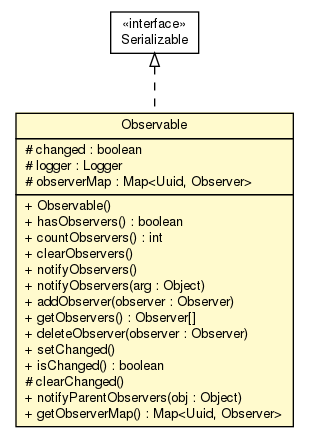 «interface»
Serializable
Observable
# changed : boolean
# logger : Logger
# observerMap : Map<Uuid, Observer>
+ Observable()
+ hasObservers() : boolean
+ countObservers() : int
+ clearObservers()
+ notifyObservers()
+ notifyObservers(arg : Object)
+ addObserver(observer : Observer)
+ getObservers() : Observer[]
+ deleteObserver(observer : Observer)
+ setChanged()
+ isChanged() : boolean
# clearChanged()
+ notifyParentObservers(obj : Object)
+ getObserverMap() : Map<Uuid, Observer>